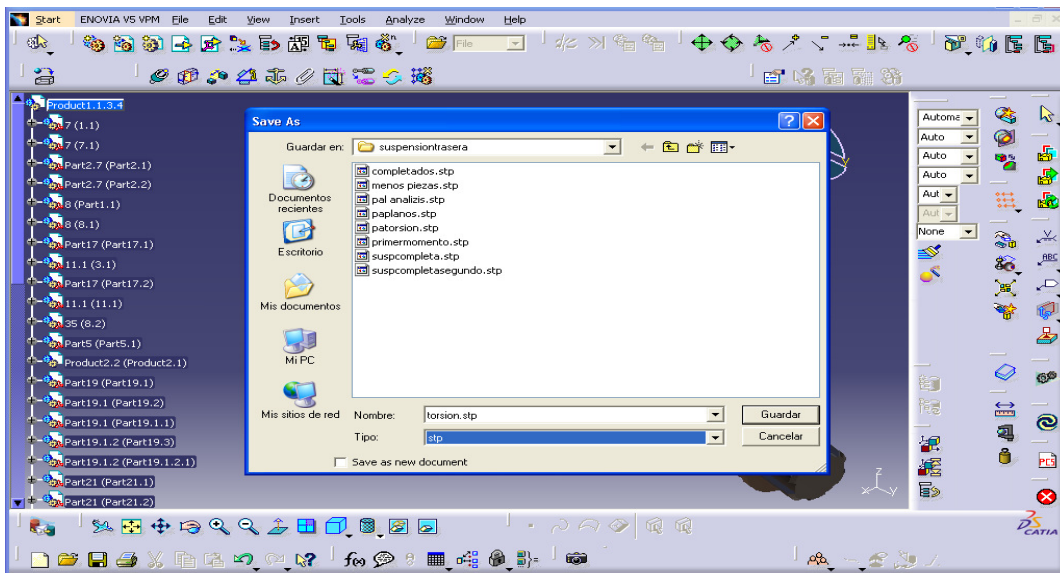 Start ENOVIA V5 VPM File Edit View Insert Tools Analyze Window Help
File
Product1.1.3.4
7 (1.1)
7 (7.1)
Part2.7 (Part2.1)
Part2.7 (Part2.2)
8 (Part1.1)
8 (8.1)
Part17 (Part17.1)
11.1 (3.1)
Part17 (Part17.2)
11.1 (11.1)
35 (8.2)
Part5 (Part5.1)
Product2.2 (Product2.1)
Part19 (Part19.1)
Part19.1 (Part19.2)
Part19.1 (Part19.1.1)
Part19.1.2 (Part19.3)
Part19.1.2 (Part19.1.2.1)
Part21 (Part21.1)
Part21 (Part21.2)
Save As
Guardar en: suspensiontrasera
Documentos recientes
Escritorio
Mis documentos
Mi PC
Mis sitios de red
completados.stp
menos piezas.stp
pal analizis.stp
paplanos.stp
patorsion.stp
primermomento.stp
suspcompleta.stp
suspcompletasegundo.stp
Nombre: torsion.stp Guardar
Tipo: stp Cancelar
Save as new document
Automa
Auto
Auto
Auto
Aut
Aut
None
ABC
PCS
z
x y
f(x)
CATIA